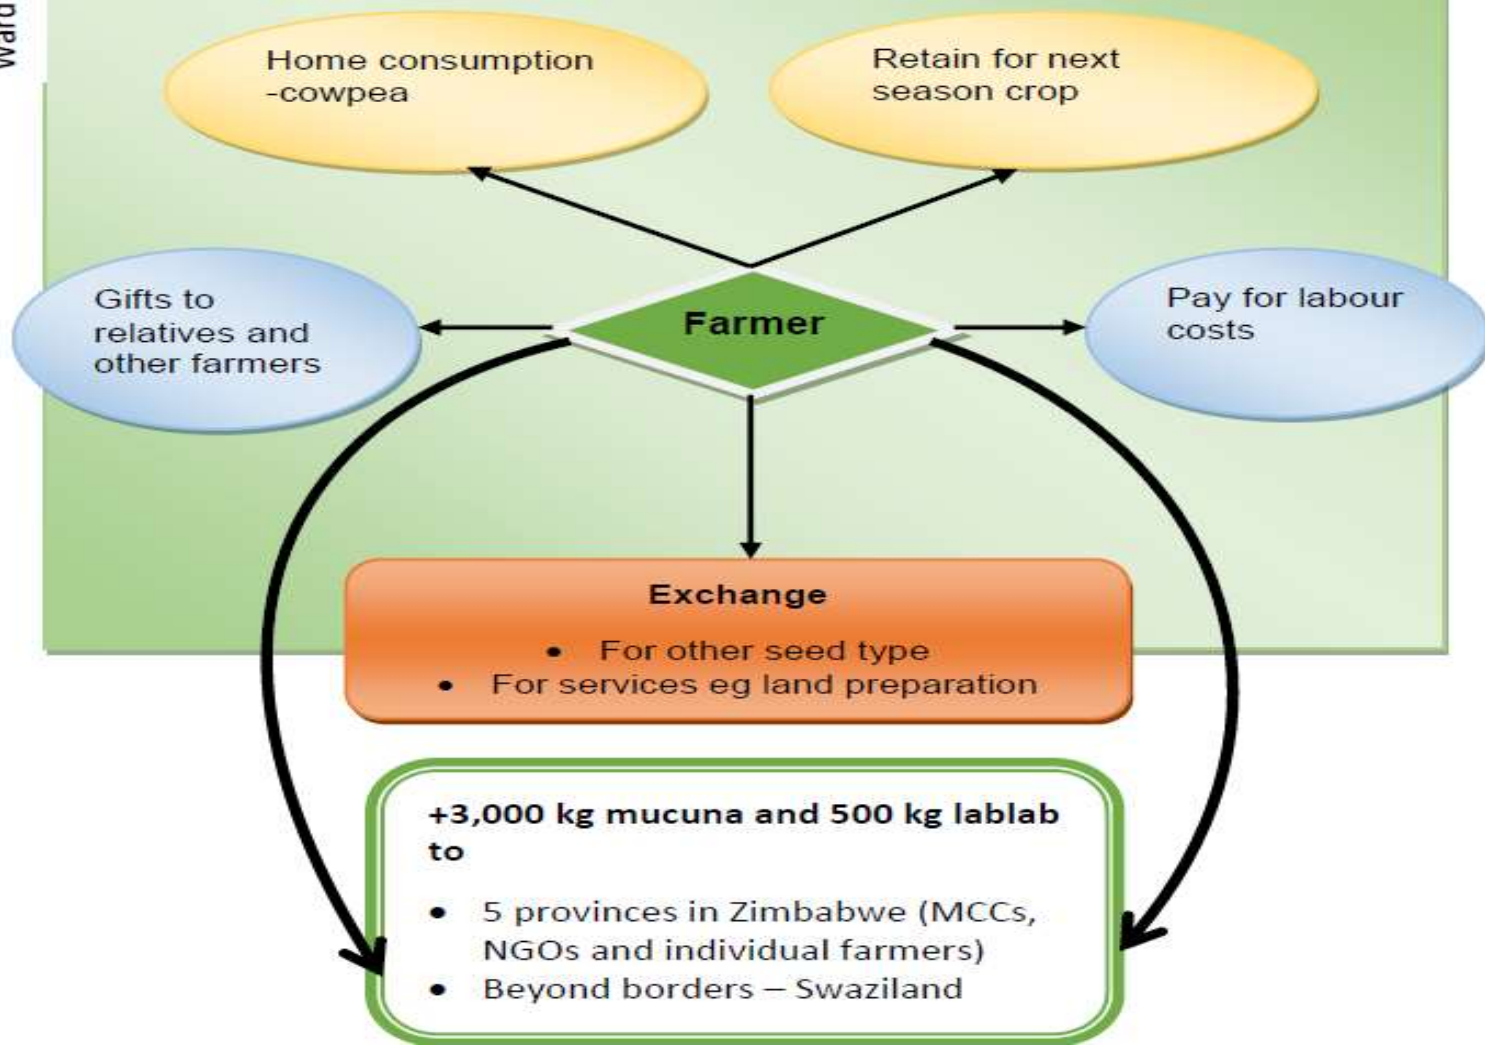 Ward
Home consumption
-cowpea
Retain for next
season crop
Gifts to
relatives and
other farmers
Farmer
Pay for labour
costs
Exchange
• For other seed type
• For services eg land preparation
+3,000 kg mucuna and 500 kg lablab
to
• 5 provinces in Zimbabwe (MCCs,
NGOs and individual farmers)
• Beyond borders – Swaziland